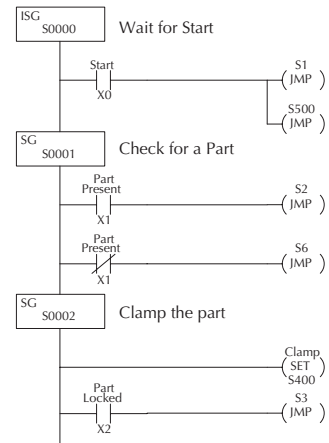 ISG
S0000
Wait for Start
Start
X0
S1
JMP
S500
JMP
SG
S0001
Check for a Part
Part
Present
X1
S2
JMP
Part
Present
X1
S6
JMP
SG
S0002
Clamp the part
Clamp
SET
S400
Part
Locked
X2
S3
JMP